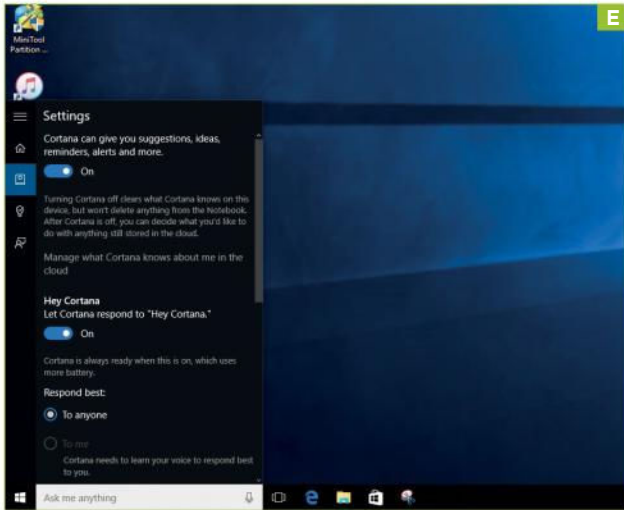 E
MiniTool
Partition ...
Settings
Cortana can give you suggestions, ideas,
reminders, alerts and more.
On
Turning Cortana off clears what Cortana knows on this
device, but won't delete anything from the Notebook.
After Cortana is off, you can decide what you'd like to
do with anything still stored in the cloud.
Manage what Cortana knows about me in the
cloud
Hey Cortana
Let Cortana respond to "Hey Cortana."
On
Cortana is always ready when this is on, which uses
more battery.
Respond best:
To anyone
To me
Cortana needs to learn your voice to respond best
to you.
Ask me anything